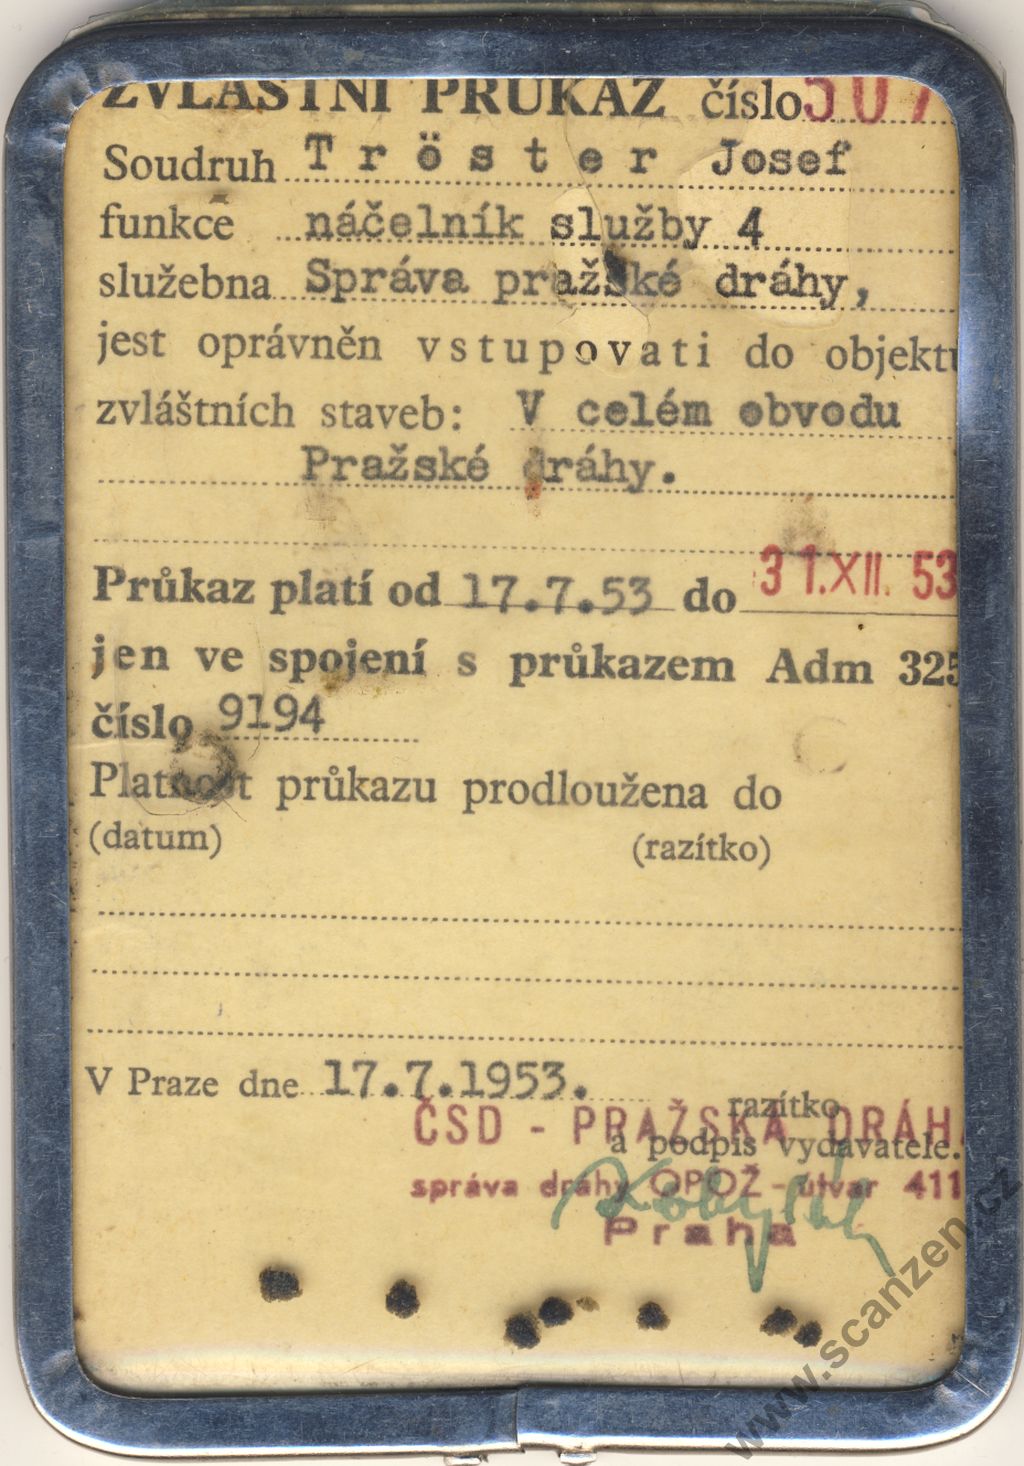 ZVLÁŠTNÍ PRŮKAZ číslo 507
Soudruh Tröster Josef
funkce náčelník služby 4
služebna Správa pražské dráhy,
jest oprávněn vstupovati do objektu
zvláštních staveb: V celém obvodu
Pražské dráhy.
Průkaz platí od 17.7.53 do 31.XII.53
jen ve spojení s průkazem Adm 325
číslo 9194
Platnost průkazu prodloužena do
(datum) (razítko)
V Praze dne 17.7.1953.
razítko
ČSD - PRAŽSKÁ DRÁH
a podpis vydavatele.
správa dráhy OPOŽ - útvar 411
Praha
www.scanzen.cz